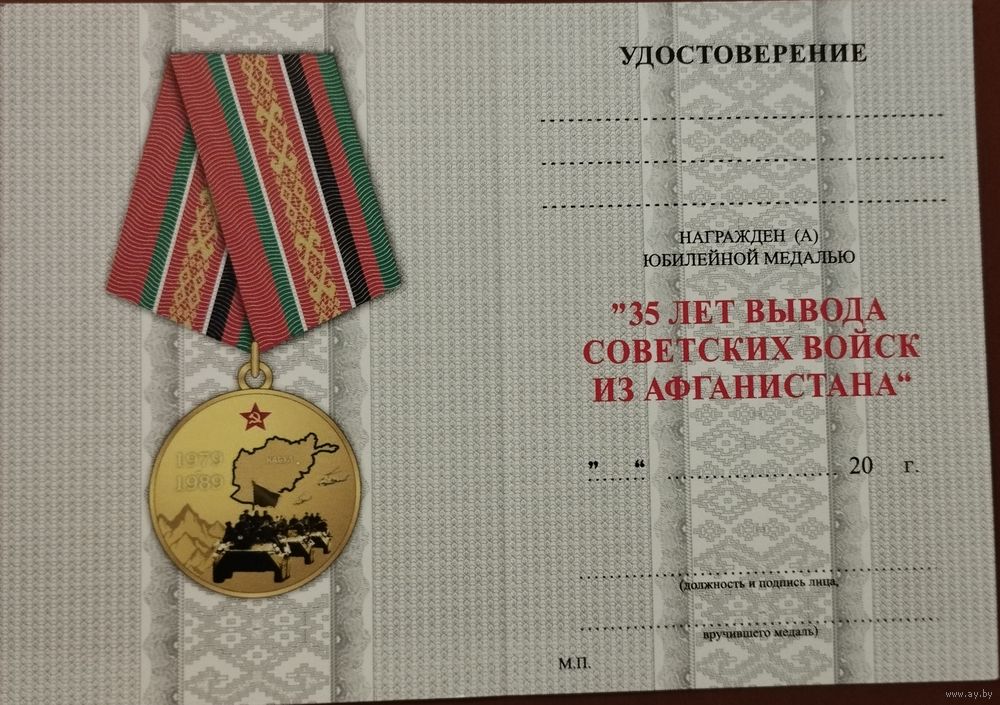 1979
1989
КАБУЛ
УДОСТОВЕРЕНИЕ
НАГРАЖДЕН (А)
ЮБИЛЕЙНОЙ МЕДАЛЬЮ
”35 ЛЕТ ВЫВОДА
СОВЕТСКИХ ВОЙСК
ИЗ АФГАНИСТАНА“
” “ 20 г.
(должность и подпись лица,
вручившего медаль)
М.П.
www.ay.by